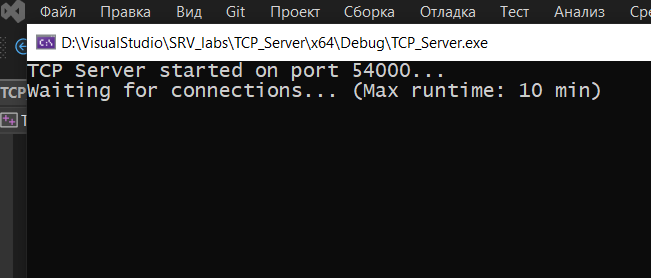 Файл Правка Вид Git Проект Сборка Отладка Тест Анализ Сре
D:\VisualStudio\SRV_labs\TCP_Server\x64\Debug\TCP_Server.exe
TCP Server started on port 54000...
Waiting for connections... (Max runtime: 10 min)
TCP
T